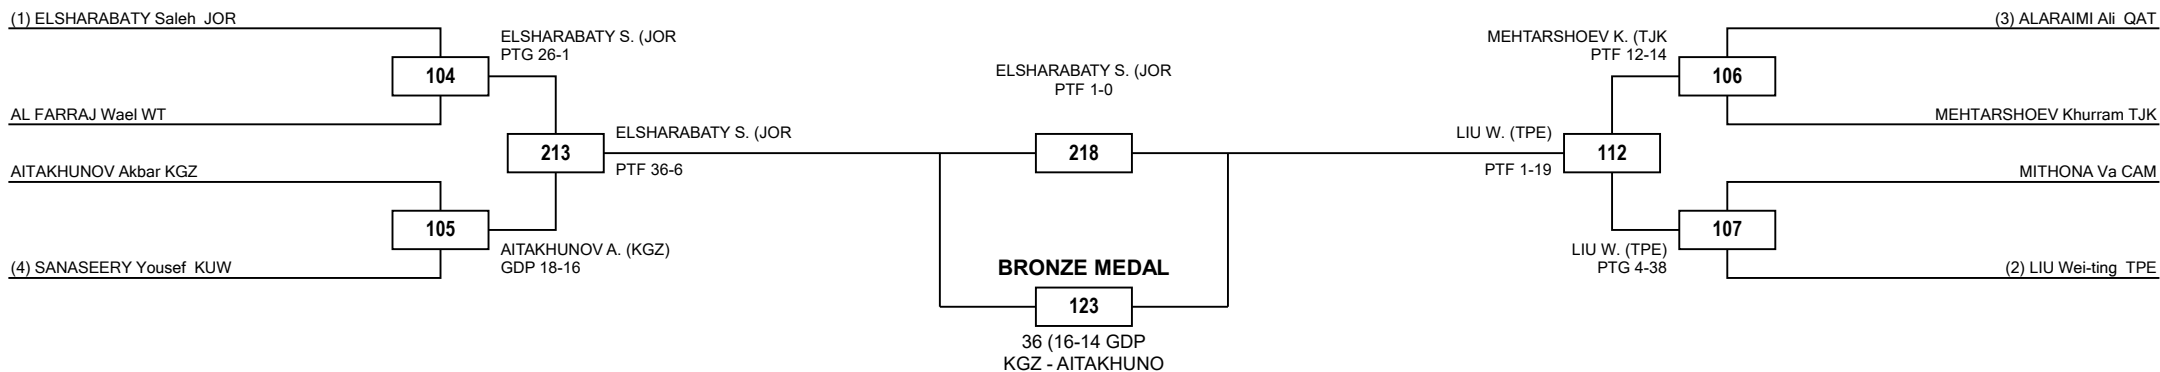 (1) ELSHARABATY Saleh  JOR
ELSHARABATY S. (JOR
PTG 26-1
104
AL FARRAJ Wael WT
213
ELSHARABATY S. (JOR
PTF 36-6
AITAKHUNOV Akbar KGZ
105
AITAKHUNOV A. (KGZ)
GDP 18-16
(4) SANASEERY Yousef  KUW
ELSHARABATY S. (JOR
PTF 1-0
218
BRONZE MEDAL
123
36 (16-14 GDP
KGZ - AITAKHUNO
(3) ALARAIMI Ali  QAT
MEHTARSHOEV K. (TJK
PTF 12-14
106
MEHTARSHOEV Khurram TJK
LIU W. (TPE)
PTF 1-19
112
MITHONA Va CAM
107
LIU W. (TPE)
PTG 4-38
(2) LIU Wei-ting  TPE